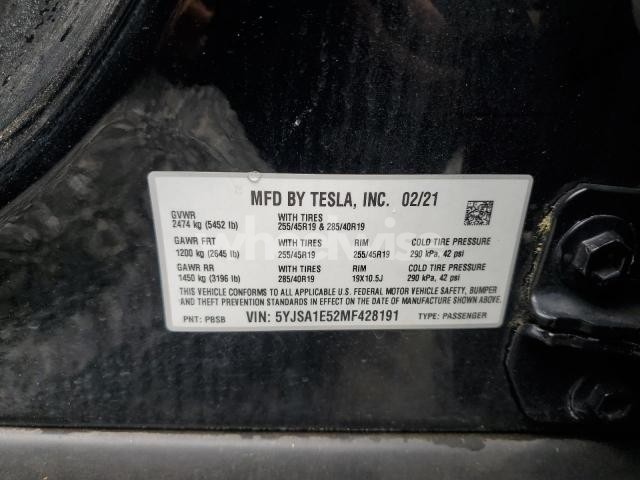 MFD BY TESLA, INC. 02/21
GVWR
2474 kg (5452 lb)
WITH TIRES
255/45R19 & 285/40R19
GAWR FRT
1200 kg (2645 lb)
WITH TIRES
255/45R19
RIM
255/45R19
COLD TIRE PRESSURE
290 kPa, 42 psi
GAWR RR
1450 kg (3196 lb)
WITH TIRES
285/40R19
RIM
19X10.5J
COLD TIRE PRESSURE
290 kPa, 42 psi
THIS VEHICLE CONFORMS TO ALL APPLICABLE U.S. FEDERAL MOTOR VEHICLE SAFETY, BUMPER
AND THEFT PREVENTION STANDARDS IN EFFECT ON THE DATE OF MANUFACTURE SHOWN ABOVE.
PNT: PBSB
VIN: 5YJSA1E52MF428191
TYPE: PASSENGER